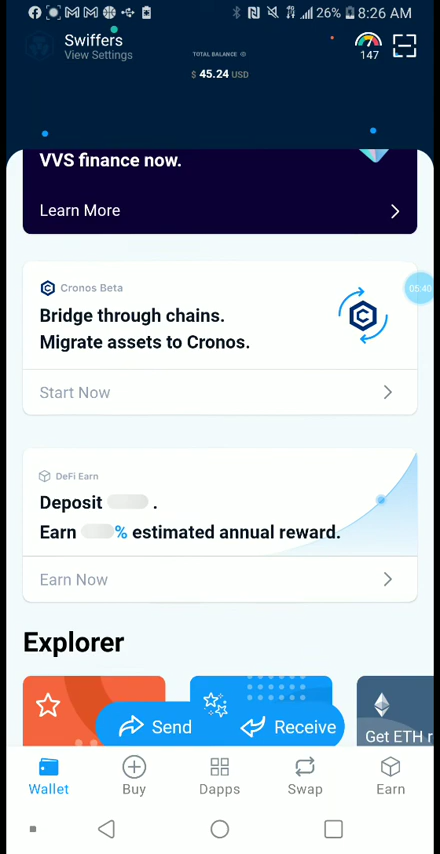 26% 8:26 AM
Swiffers
View Settings
TOTAL BALANCE
$ 45.24 USD
147
VVS finance now.
Learn More
Cronos Beta
05:40
Bridge through chains.
Migrate assets to Cronos.
Start Now
DeFi Earn
Deposit .
Earn % estimated annual reward.
Earn Now
Explorer
Send
Receive
Get ETH r
Wallet
Buy
Dapps
Swap
Earn